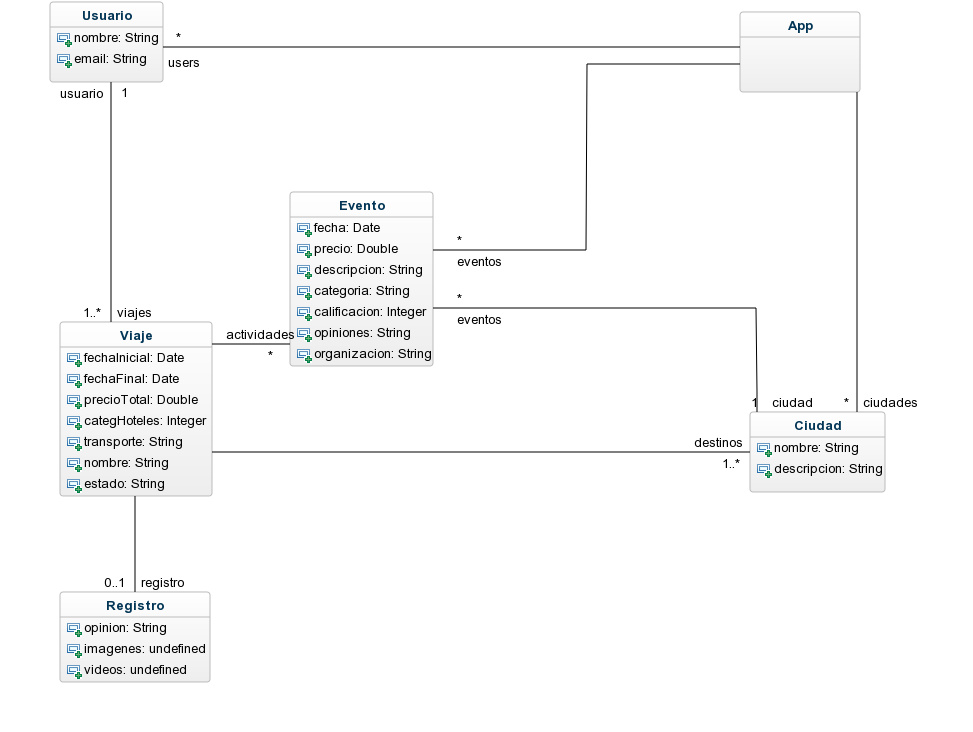 Usuario
nombre: String
email: String
*
users
usuario
1
App
Evento
fecha: Date
precio: Double
descripcion: String
categoria: String
calificacion: Integer
opiniones: String
organizacion: String
*
eventos
*
eventos
1..*
viajes
Viaje
fechaInicial: Date
fechaFinal: Date
precioTotal: Double
categHoteles: Integer
transporte: String
nombre: String
estado: String
actividades
*
1
ciudad
*
ciudades
Ciudad
nombre: String
descripcion: String
destinos
1..*
0..1
registro
Registro
opinion: String
imagenes: undefined
videos: undefined